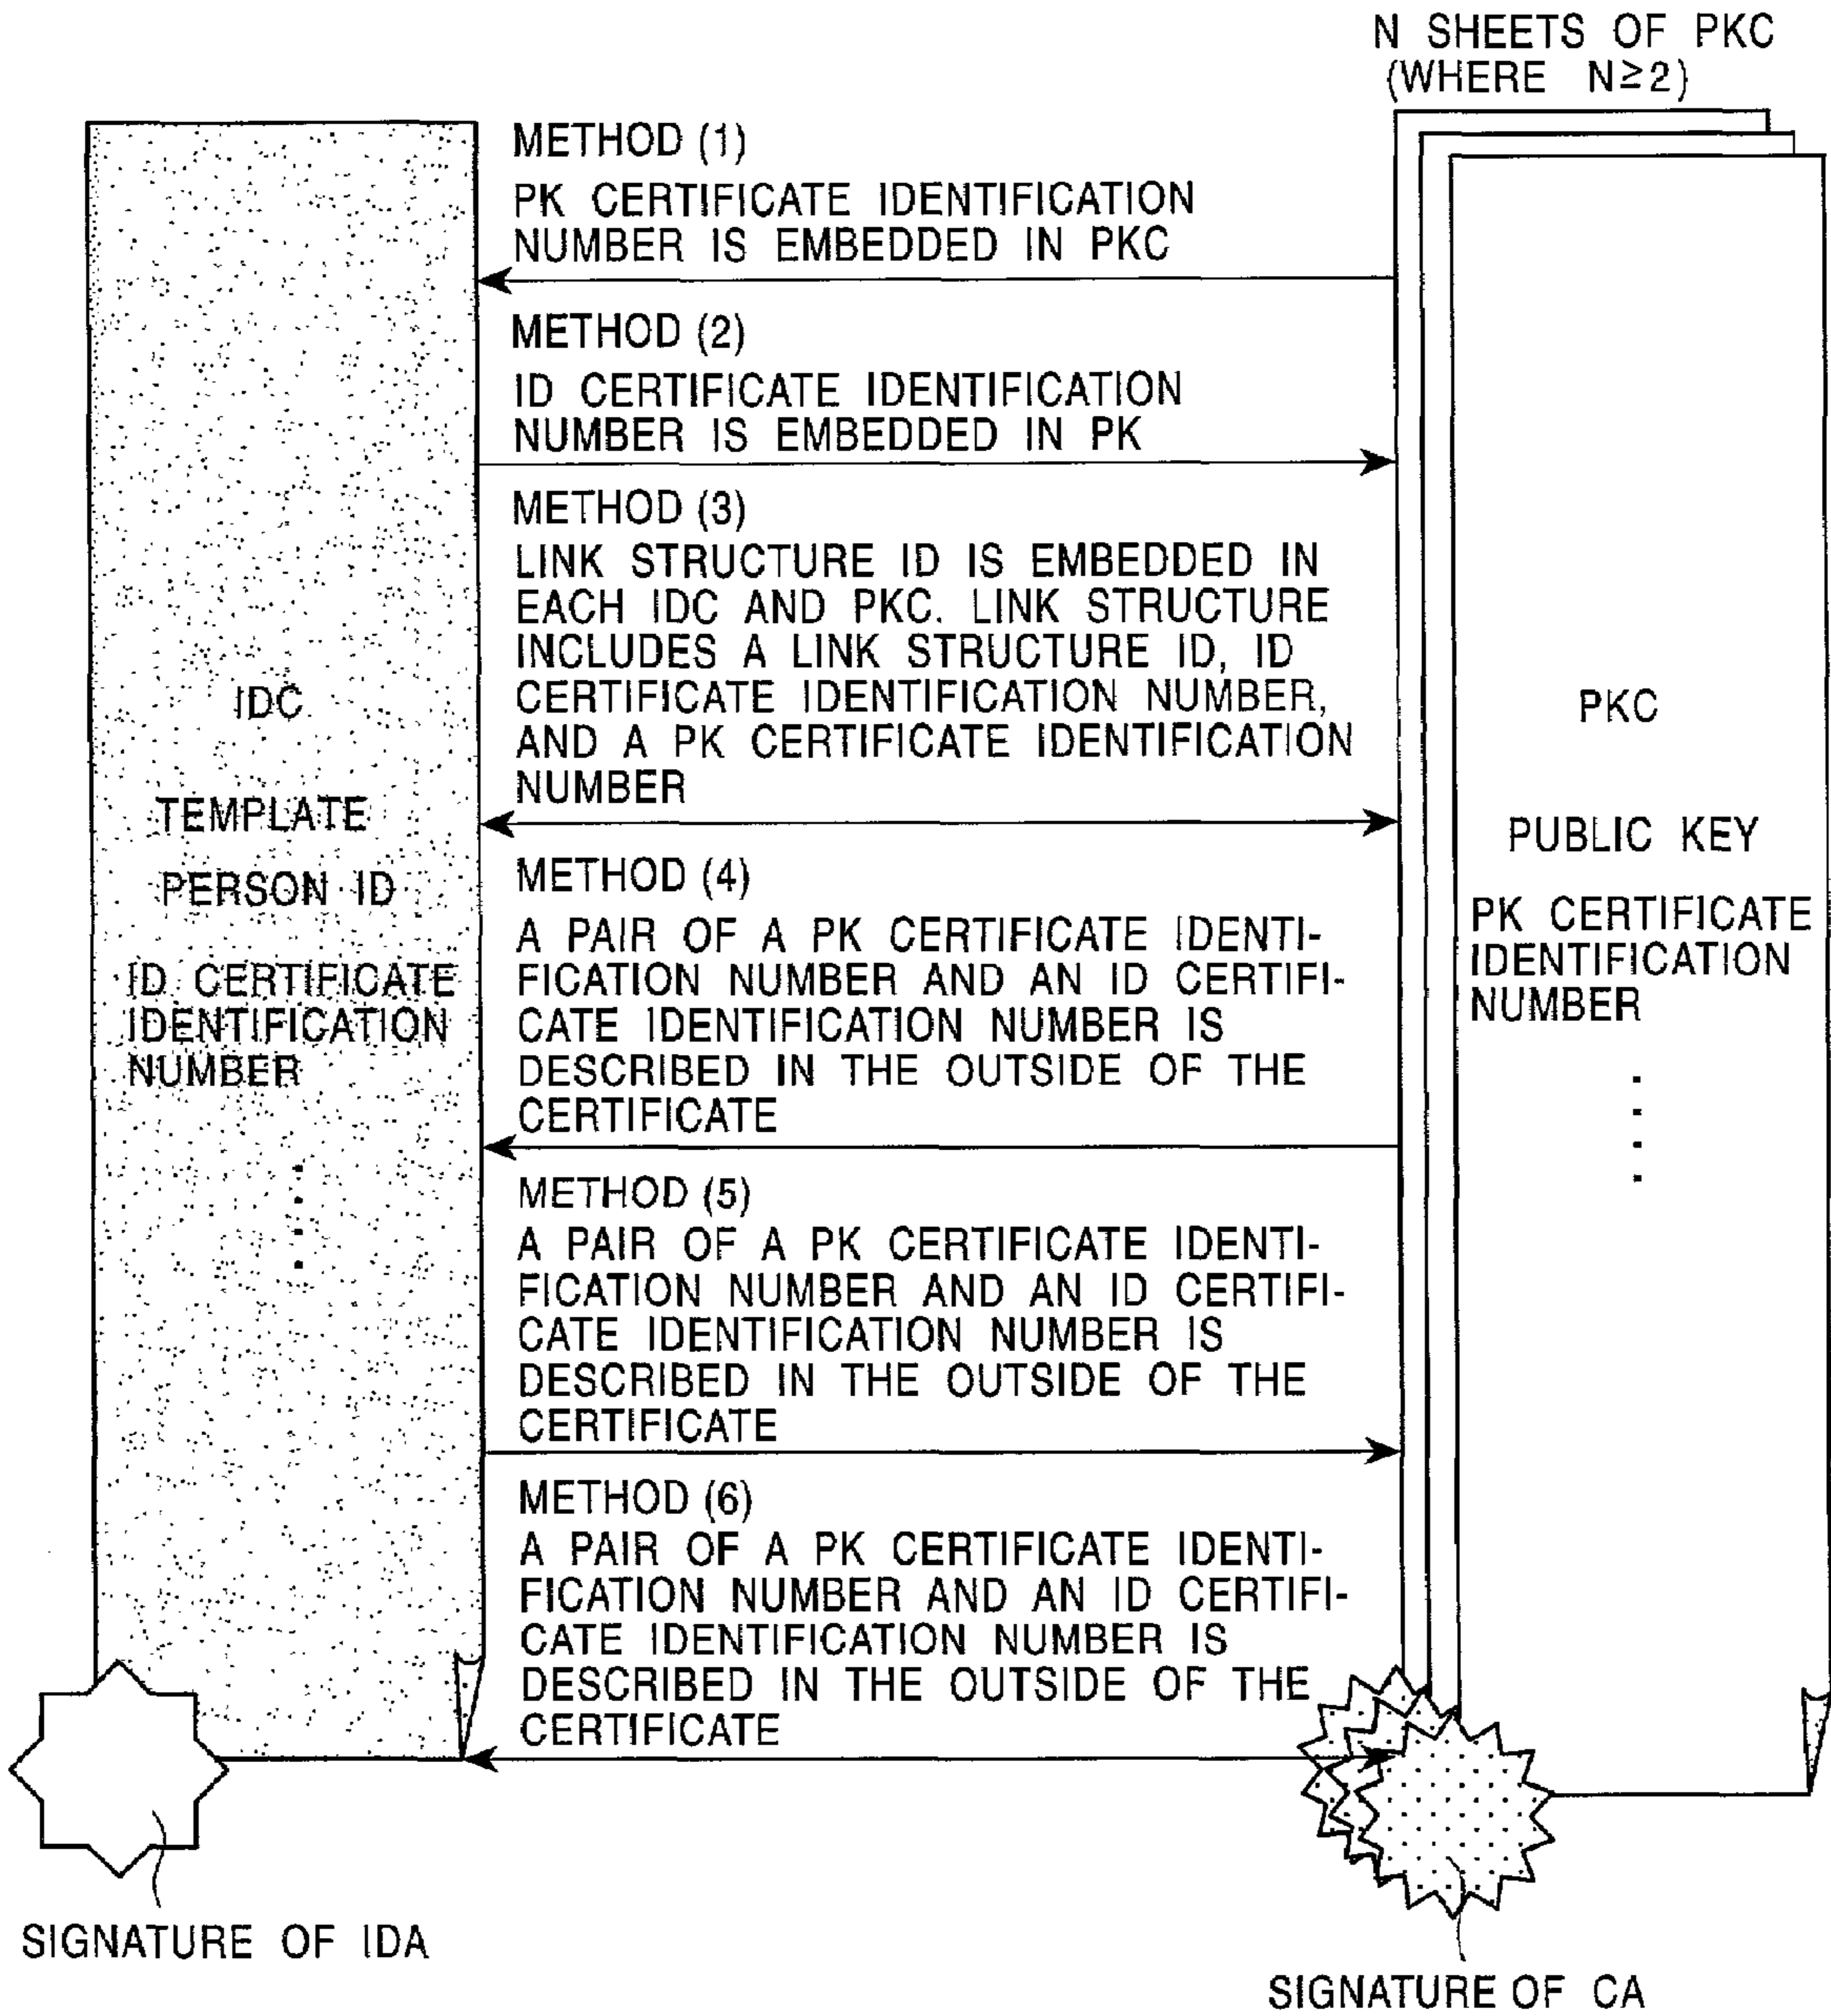 N SHEETS OF PKC
(WHERE N≥2)
METHOD (1)
PK CERTIFICATE IDENTIFICATION
NUMBER IS EMBEDDED IN PKC
METHOD (2)
ID CERTIFICATE IDENTIFICATION
NUMBER IS EMBEDDED IN PK
METHOD (3)
LINK STRUCTURE ID IS EMBEDDED IN
EACH IDC AND PKC. LINK STRUCTURE
INCLUDES A LINK STRUCTURE ID, ID
CERTIFICATE IDENTIFICATION NUMBER,
AND A PK CERTIFICATE IDENTIFICATION
NUMBER
METHOD (4)
A PAIR OF A PK CERTIFICATE IDENTI-
FICATION NUMBER AND AN ID CERTIFI-
CATE IDENTIFICATION NUMBER IS
DESCRIBED IN THE OUTSIDE OF THE
CERTIFICATE
METHOD (5)
A PAIR OF A PK CERTIFICATE IDENTI-
FICATION NUMBER AND AN ID CERTIFI-
CATE IDENTIFICATION NUMBER IS
DESCRIBED IN THE OUTSIDE OF THE
CERTIFICATE
METHOD (6)
A PAIR OF A PK CERTIFICATE IDENTI-
FICATION NUMBER AND AN ID CERTIFI-
CATE IDENTIFICATION NUMBER IS
DESCRIBED IN THE OUTSIDE OF THE
CERTIFICATE
IDC
TEMPLATE
PERSON ID
ID CERTIFICATE
IDENTIFICATION
NUMBER
PKC
PUBLIC KEY
PK CERTIFICATE
IDENTIFICATION
NUMBER
SIGNATURE OF IDA
SIGNATURE OF CA